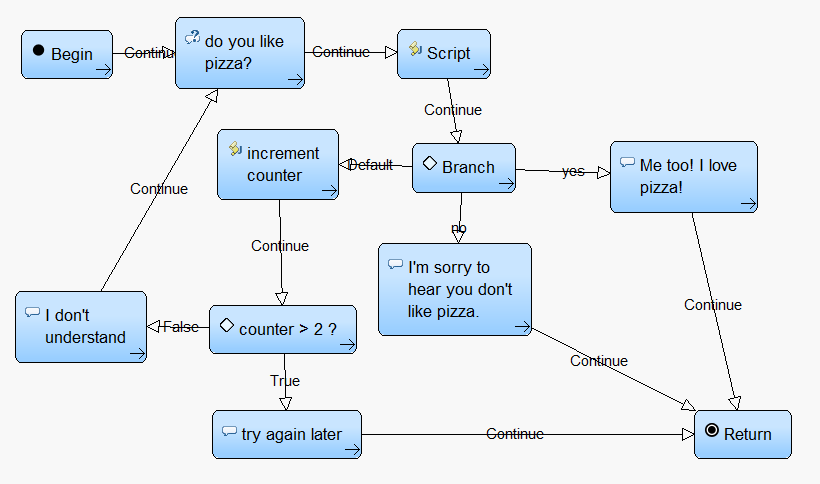 Begin
Continue
do you like
pizza?
Continue
Script
Continue
increment
counter
Default
Branch
yes
Me too! I love
pizza!
Continue
no
Continue
I'm sorry to
hear you don't
like pizza.
I don't
understand
False
counter > 2 ?
Continue
Continue
True
try again later
Continue
Return